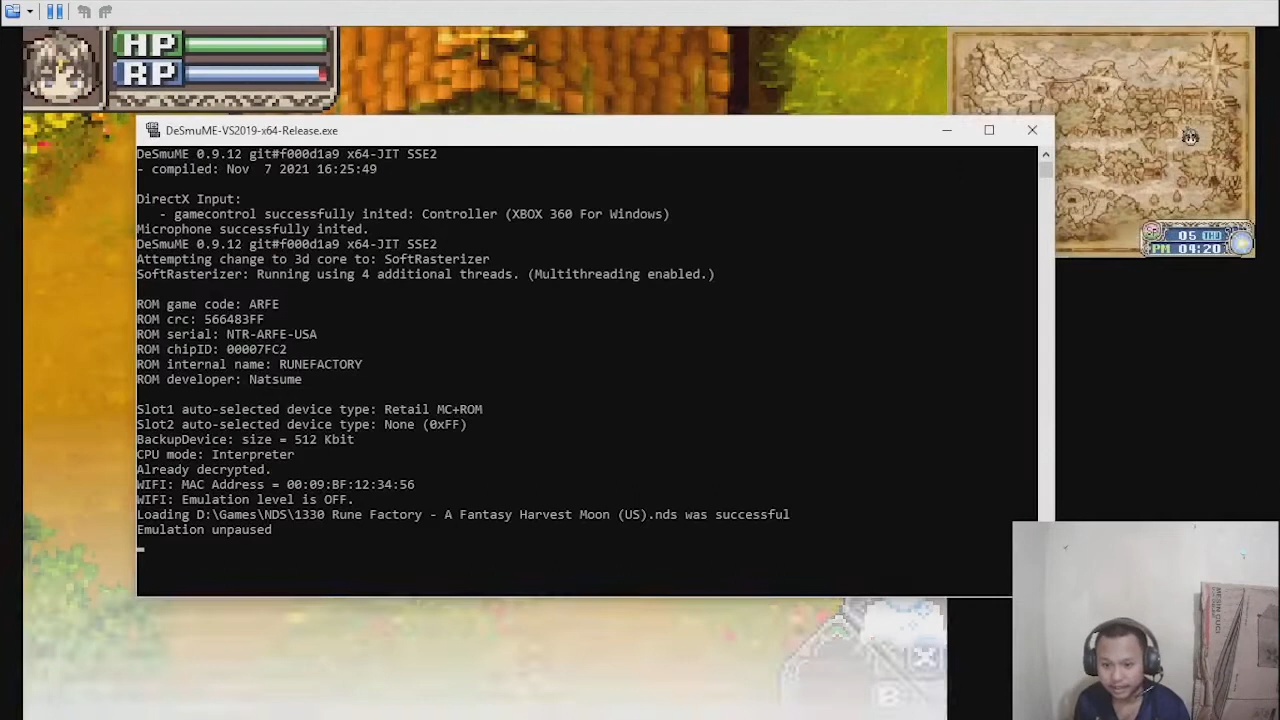 HP
RP
DeSmuME-VS2019-x64-Release.exe
DeSmuME 0.9.12 git#f000d1a9 x64-JIT SSE2
- compiled: Nov  7 2021 16:25:49
DirectX Input:
- gamecontrol successfully inited: Controller (XBOX 360 For Windows)
Microphone successfully inited.
DeSmuME 0.9.12 git#f000d1a9 x64-JIT SSE2
Attempting change to 3d core to: SoftRasterizer
SoftRasterizer: Running using 4 additional threads. (Multithreading enabled.)
ROM game code: ARFE
ROM crc: 566483FF
ROM serial: NTR-ARFE-USA
ROM chipID: 00007FC2
ROM internal name: RUNEFACTORY
ROM developer: Natsume
Slot1 auto-selected device type: Retail MC+ROM
Slot2 auto-selected device type: None (0xFF)
BackupDevice: size = 512 Kbit
CPU mode: Interpreter
Already decrypted.
WIFI: MAC Address = 00:09:BF:12:34:56
WIFI: Emulation level is OFF.
Loading D:\Games\NDS\1330 Rune Factory - A Fantasy Harvest Moon (US).nds was successful
Emulation unpaused
05 THU
PM 04:20
X
B
MESIN CUCI